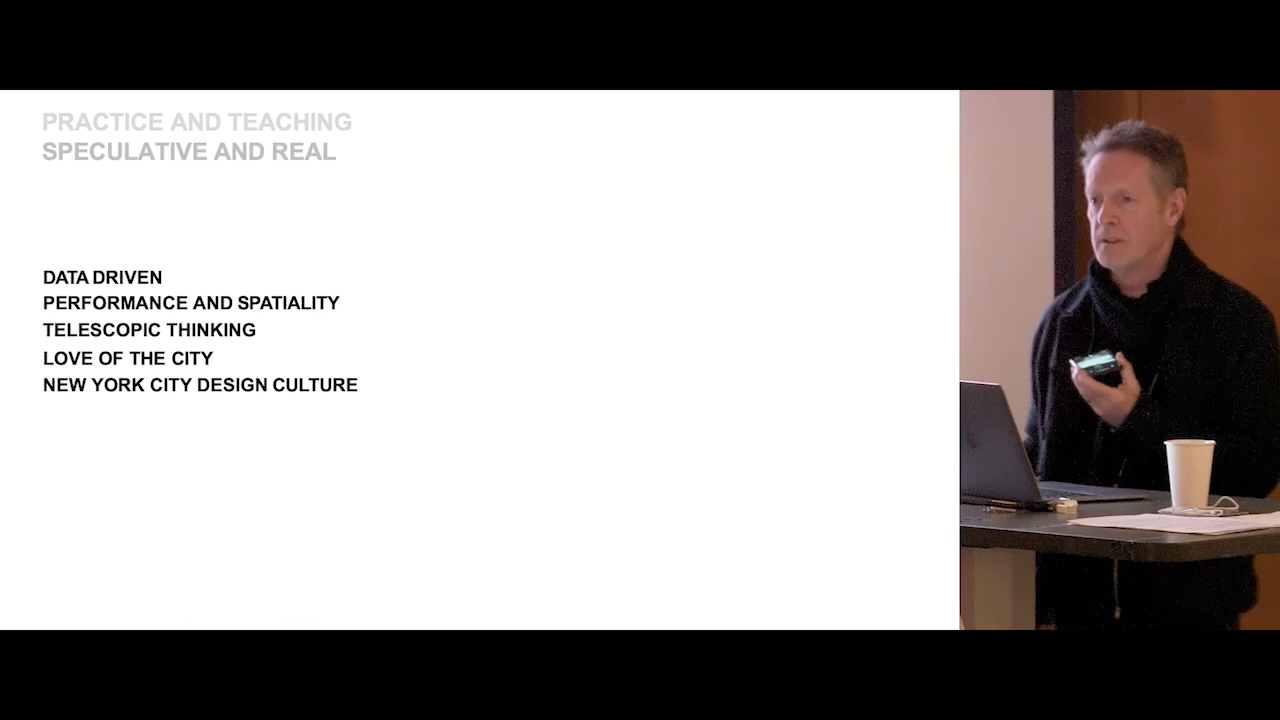 PRACTICE AND TEACHING
SPECULATIVE AND REAL
DATA DRIVEN
PERFORMANCE AND SPATIALITY
TELESCOPIC THINKING
LOVE OF THE CITY
NEW YORK CITY DESIGN CULTURE